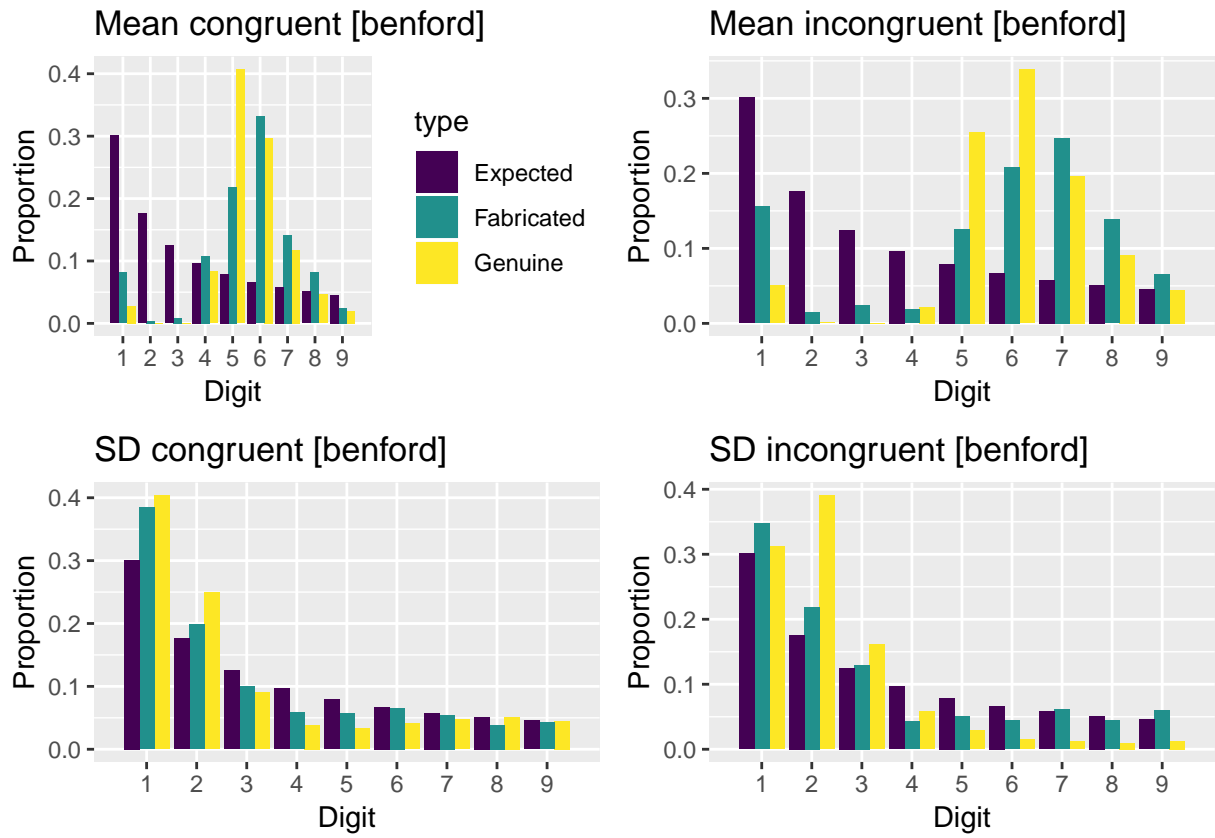 Mean congruent [benford]
Proportion
0.4
0.3
0.2
0.1
0.0
1 2 3 4 5 6 7 8 9
Digit
type
Expected
Fabricated
Genuine
Mean incongruent [benford]
Proportion
0.3
0.2
0.1
0.0
1 2 3 4 5 6 7 8 9
Digit
SD congruent [benford]
Proportion
0.4
0.3
0.2
0.1
0.0
1 2 3 4 5 6 7 8 9
Digit
SD incongruent [benford]
Proportion
0.4
0.3
0.2
0.1
0.0
1 2 3 4 5 6 7 8 9
Digit